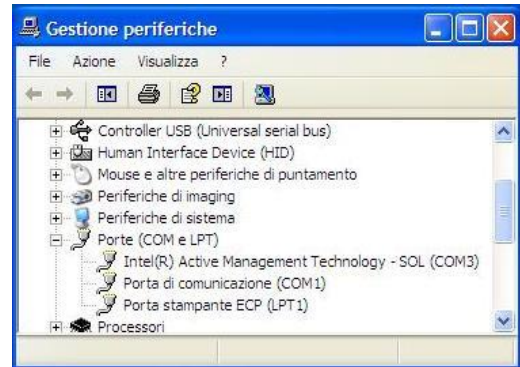 Gestione periferiche
File Azione Visualizza ?
Controller USB (Universal serial bus)
Human Interface Device (HID)
Mouse e altre periferiche di puntamento
Periferiche di imaging
Periferiche di sistema
Porte (COM e LPT)
Intel(R) Active Management Technology - SOL (COM3)
Porta di comunicazione (COM1)
Porta stampante ECP (LPT1)
Processori